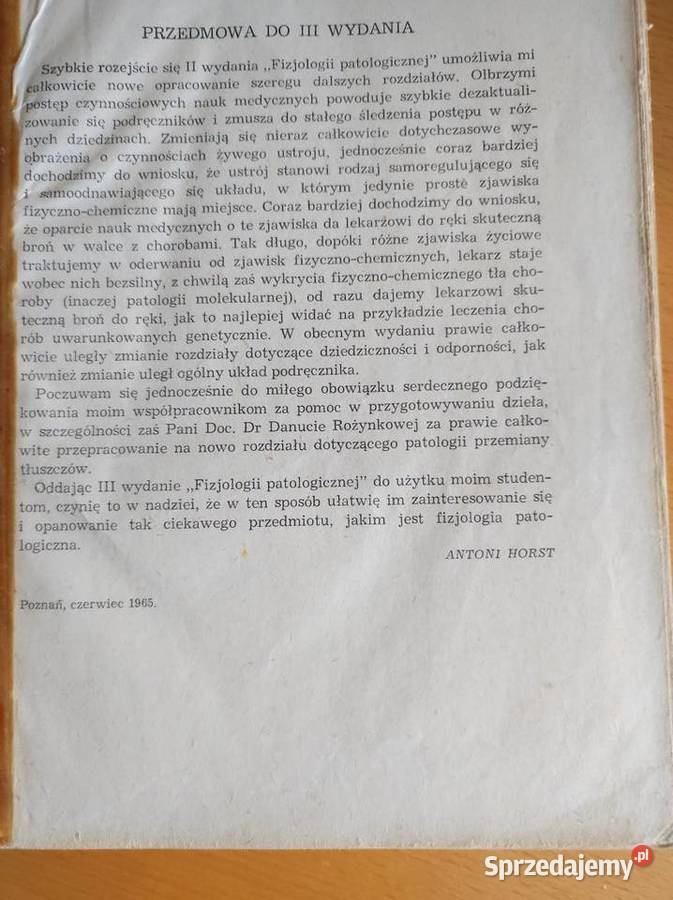 PRZEDMOWA DO III WYDANIA
Szybkie rozejście się II wydania „Fizjologii patologicznej” umożliwia mi
całkowicie nowe opracowanie szeregu dalszych rozdziałów. Olbrzymi
postęp czynnościowych nauk medycznych powoduje szybkie dezaktuali-
zowanie się podręczników i zmusza do stałego śledzenia postępu w róż-
nych dziedzinach. Zmieniają się nieraz całkowicie dotychczasowe wy-
obrażenia o czynnościach żywego ustroju, jednocześnie coraz bardziej
dochodzimy do wniosku, że ustrój stanowi rodzaj samoregulującego się
i samoodnawiającego się układu, w którym jedynie proste zjawiska
fizyczno-chemiczne mają miejsce. Coraz bardziej dochodzimy do wniosku,
że oparcie nauk medycznych o te zjawiska da lekarzowi do ręki skuteczną
broń w walce z chorobami. Tak długo, dopóki różne zjawiska życiowe
traktujemy w oderwaniu od zjawisk fizyczno-chemicznych, lekarz staje
wobec nich bezsilny, z chwilą zaś wykrycia fizyczno-chemicznego tła cho-
roby (inaczej patologii molekularnej), od razu dajemy lekarzowi sku-
teczną broń do ręki, jak to najlepiej widać na przykładzie leczenia cho-
rób uwarunkowanych genetycznie. W obecnym wydaniu prawie całko-
wicie uległy zmianie rozdziały dotyczące dziedziczności i odporności, jak
również zmianie uległ ogólny układ podręcznika.
Poczuwam się jednocześnie do miłego obowiązku serdecznego podzię-
kowania moim współpracownikom za pomoc w przygotowywaniu dzieła,
w szczególności zaś Pani Doc. Dr Danucie Rożynkowej za prawie całko-
wite przepracowanie na nowo rozdziału dotyczącego patologii przemiany
tłuszczów.
Oddając III wydanie „Fizjologii patologicznej” do użytku moim studen-
tom, czynię to w nadziei, że w ten sposób ułatwię im zainteresowanie się
i opanowanie tak ciekawego przedmiotu, jakim jest fizjologia pato-
logiczna.
ANTONI HORST
Poznań, czerwiec 1965.
Sprzedajemy.pl